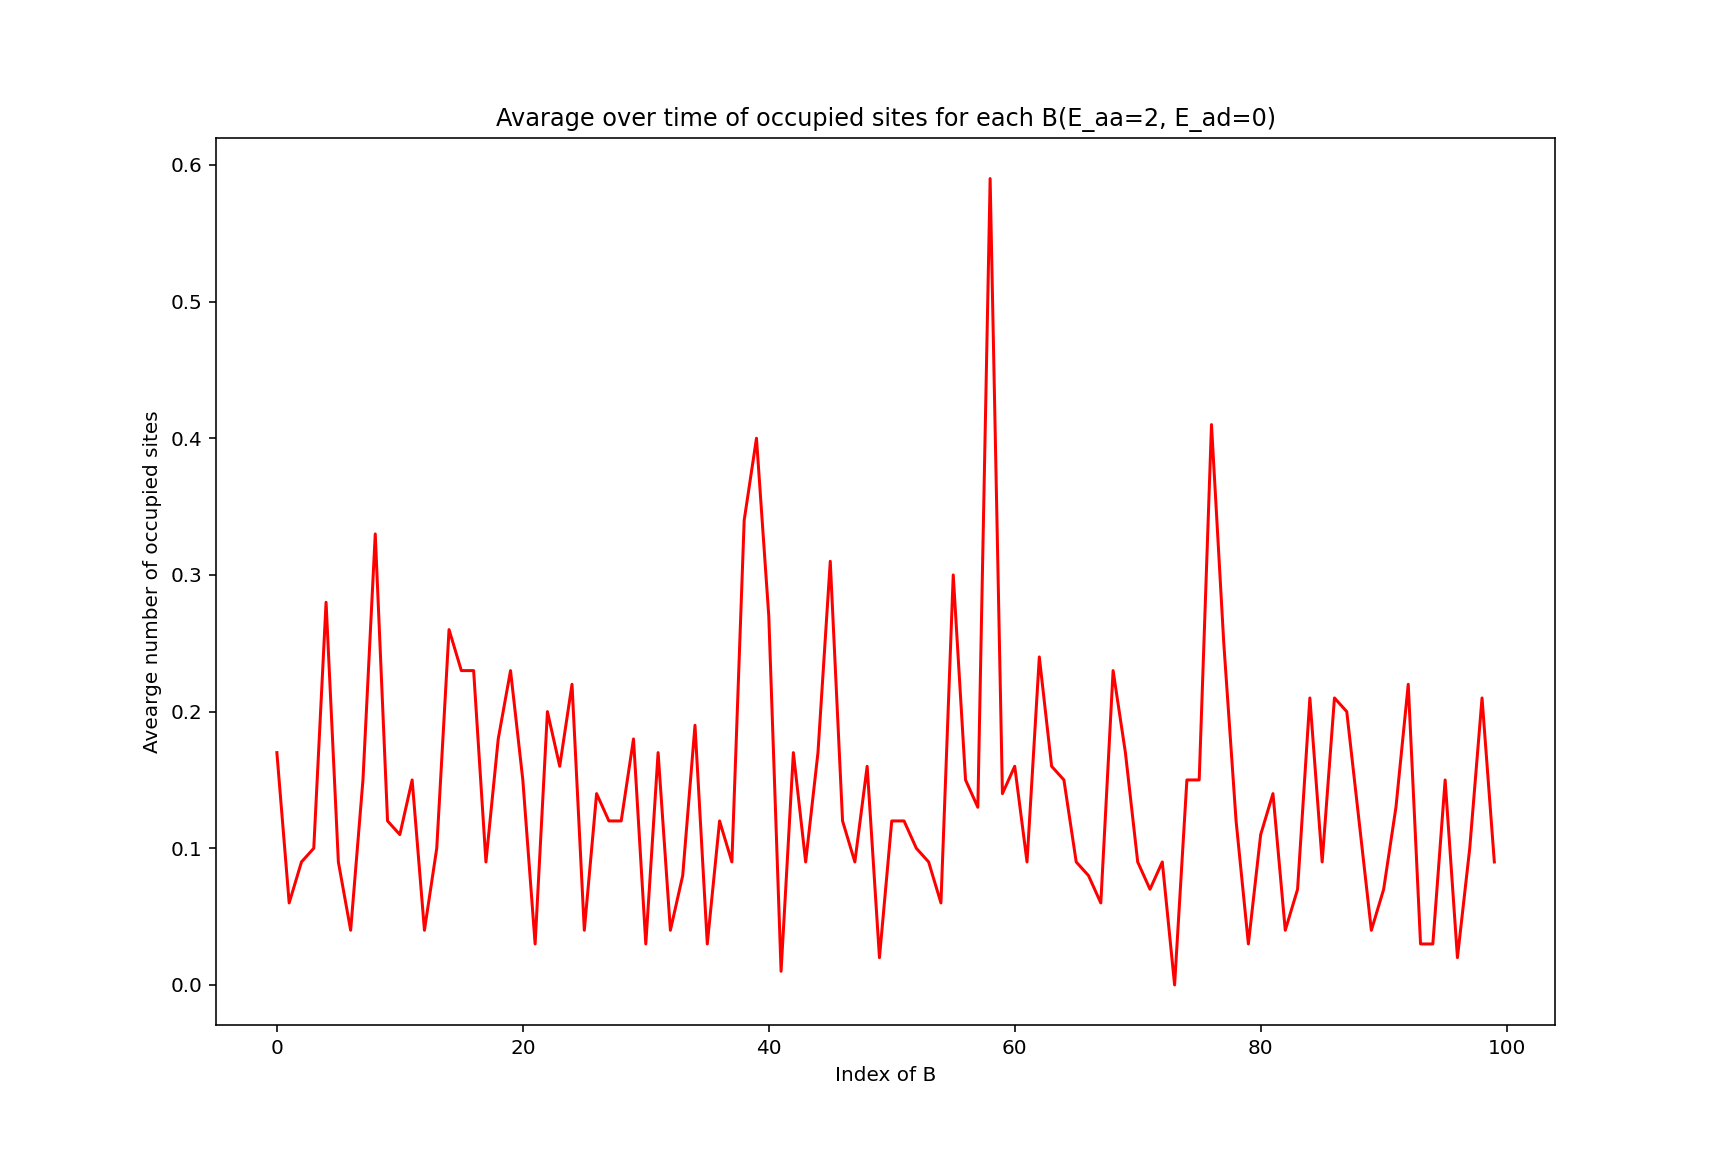 Avarage over time of occupied sites for each B(E_aa=2, E_ad=0)
Avearge number of occupied sites
0.6
0.5
0.4
0.3
0.2
0.1
0.0
0 20 40 60 80 100
Index of B